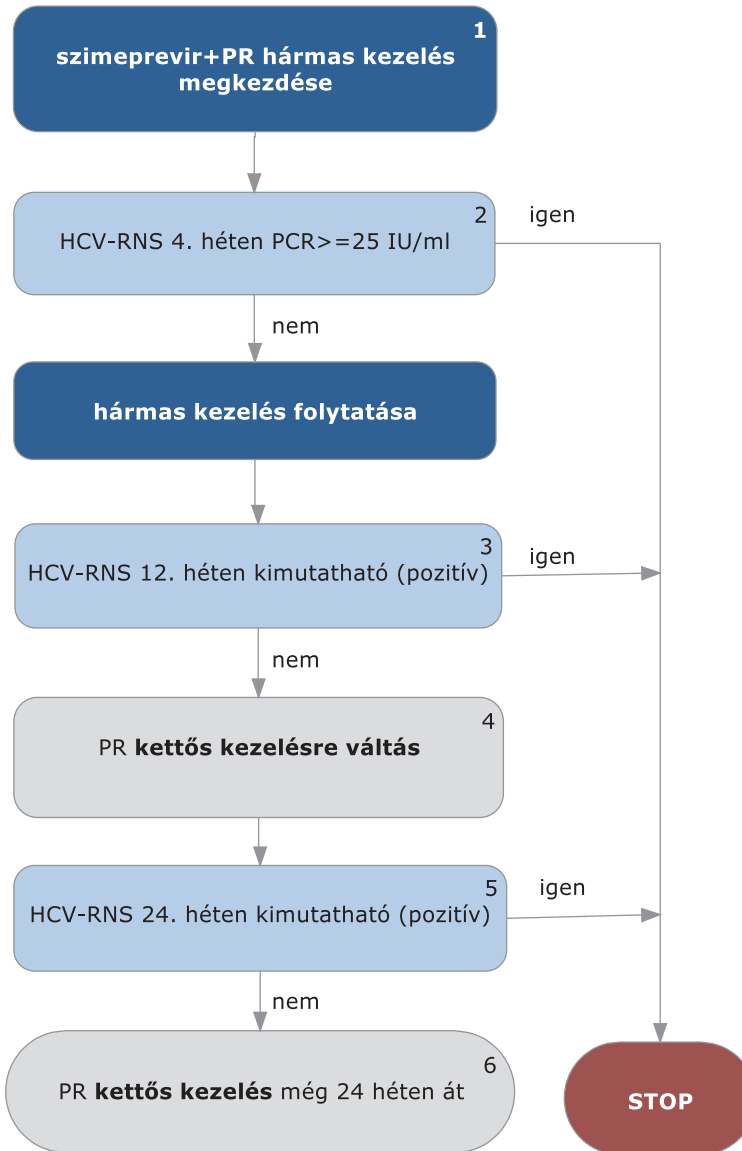 1
szimeprevir+PR hármas kezelés
megkezdése
2
igen
HCV-RNS 4. héten PCR>=25 IU/ml
nem
hármas kezelés folytatása
3
igen
HCV-RNS 12. héten kimutatható (pozitív)
nem
4
PR kettős kezelésre váltás
5
igen
HCV-RNS 24. héten kimutatható (pozitív)
nem
6
PR kettős kezelés még 24 héten át
STOP